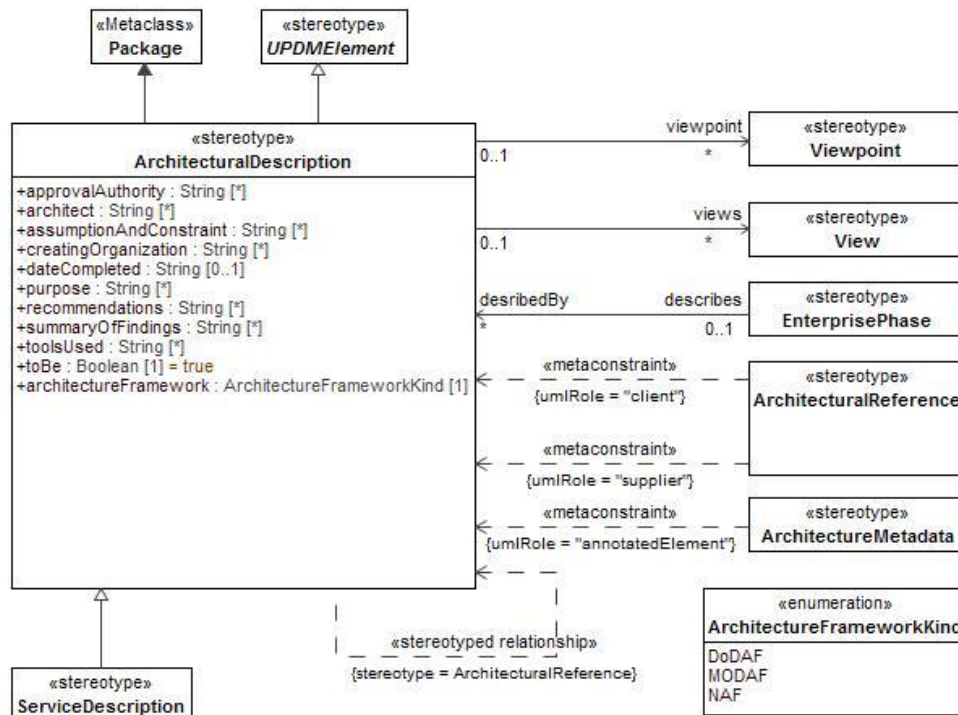 «Metaclass»
Package
«stereotype»
UPDMElement
«stereotype»
ArchitecturalDescription
+approvalAuthority : String [*]
+architect : String [*]
+assumptionAndConstraint : String [*]
+creatingOrganization : String [*]
+dateCompleted : String [0..1]
+purpose : String [*]
+recommendations : String [*]
+summaryOfFindings : String [*]
+toolsUsed : String [*]
+toBe : Boolean [1] = true
+architectureFramework : ArchitectureFrameworkKind [1]
viewpoint
0..1
*
«stereotype»
Viewpoint
views
0..1
*
«stereotype»
View
desribedBy
describes
*
0..1
«stereotype»
EnterprisePhase
«metaconstraint»
{umlRole = "client"}
«stereotype»
ArchitecturalReference
«metaconstraint»
{umlRole = "supplier"}
«metaconstraint»
{umlRole = "annotatedElement"}
«stereotype»
ArchitectureMetadata
«stereotyped relationship»
{stereotype = ArchitecturalReference}
«enumeration»
ArchitectureFrameworkKind
DoDAF
MODAF
NAF
«stereotype»
ServiceDescription